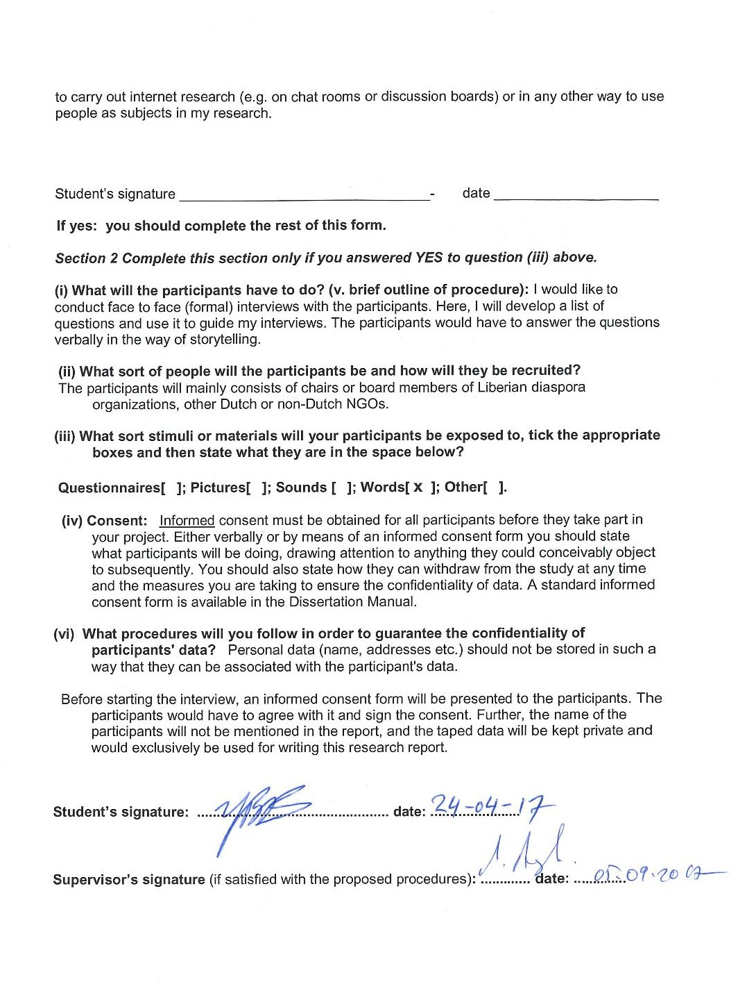 to carry out internet research (e.g. on chat rooms or discussion boards) or in any other way to use
people as subjects in my research.
Student's signature ______________________________- date ____________________
If yes: you should complete the rest of this form.
Section 2 Complete this section only if you answered YES to question (iii) above.
(i) What will the participants have to do? (v. brief outline of procedure): I would like to
conduct face to face (formal) interviews with the participants. Here, I will develop a list of
questions and use it to guide my interviews. The participants would have to answer the questions
verbally in the way of storytelling.
(ii) What sort of people will the participants be and how will they be recruited?
The participants will mainly consists of chairs or board members of Liberian diaspora
organizations, other Dutch or non-Dutch NGOs.
(iii) What sort stimuli or materials will your participants be exposed to, tick the appropriate
boxes and then state what they are in the space below?
Questionnaires[ ]; Pictures[ ]; Sounds [ ]; Words[ X ]; Other[ ].
(iv) Consent: Informed consent must be obtained for all participants before they take part in
your project. Either verbally or by means of an informed consent form you should state
what participants will be doing, drawing attention to anything they could conceivably object
to subsequently. You should also state how they can withdraw from the study at any time
and the measures you are taking to ensure the confidentiality of data. A standard informed
consent form is available in the Dissertation Manual.
(vi) What procedures will you follow in order to guarantee the confidentiality of
participants' data? Personal data (name, addresses etc.) should not be stored in such a
way that they can be associated with the participant's data.
Before starting the interview, an informed consent form will be presented to the participants. The
participants would have to agree with it and sign the consent. Further, the name of the
participants will not be mentioned in the report, and the taped data will be kept private and
would exclusively be used for writing this research report.
Student's signature: .................................................. date: 24-04-17
Supervisor's signature (if satisfied with the proposed procedures): ............. date: .....05.09.20